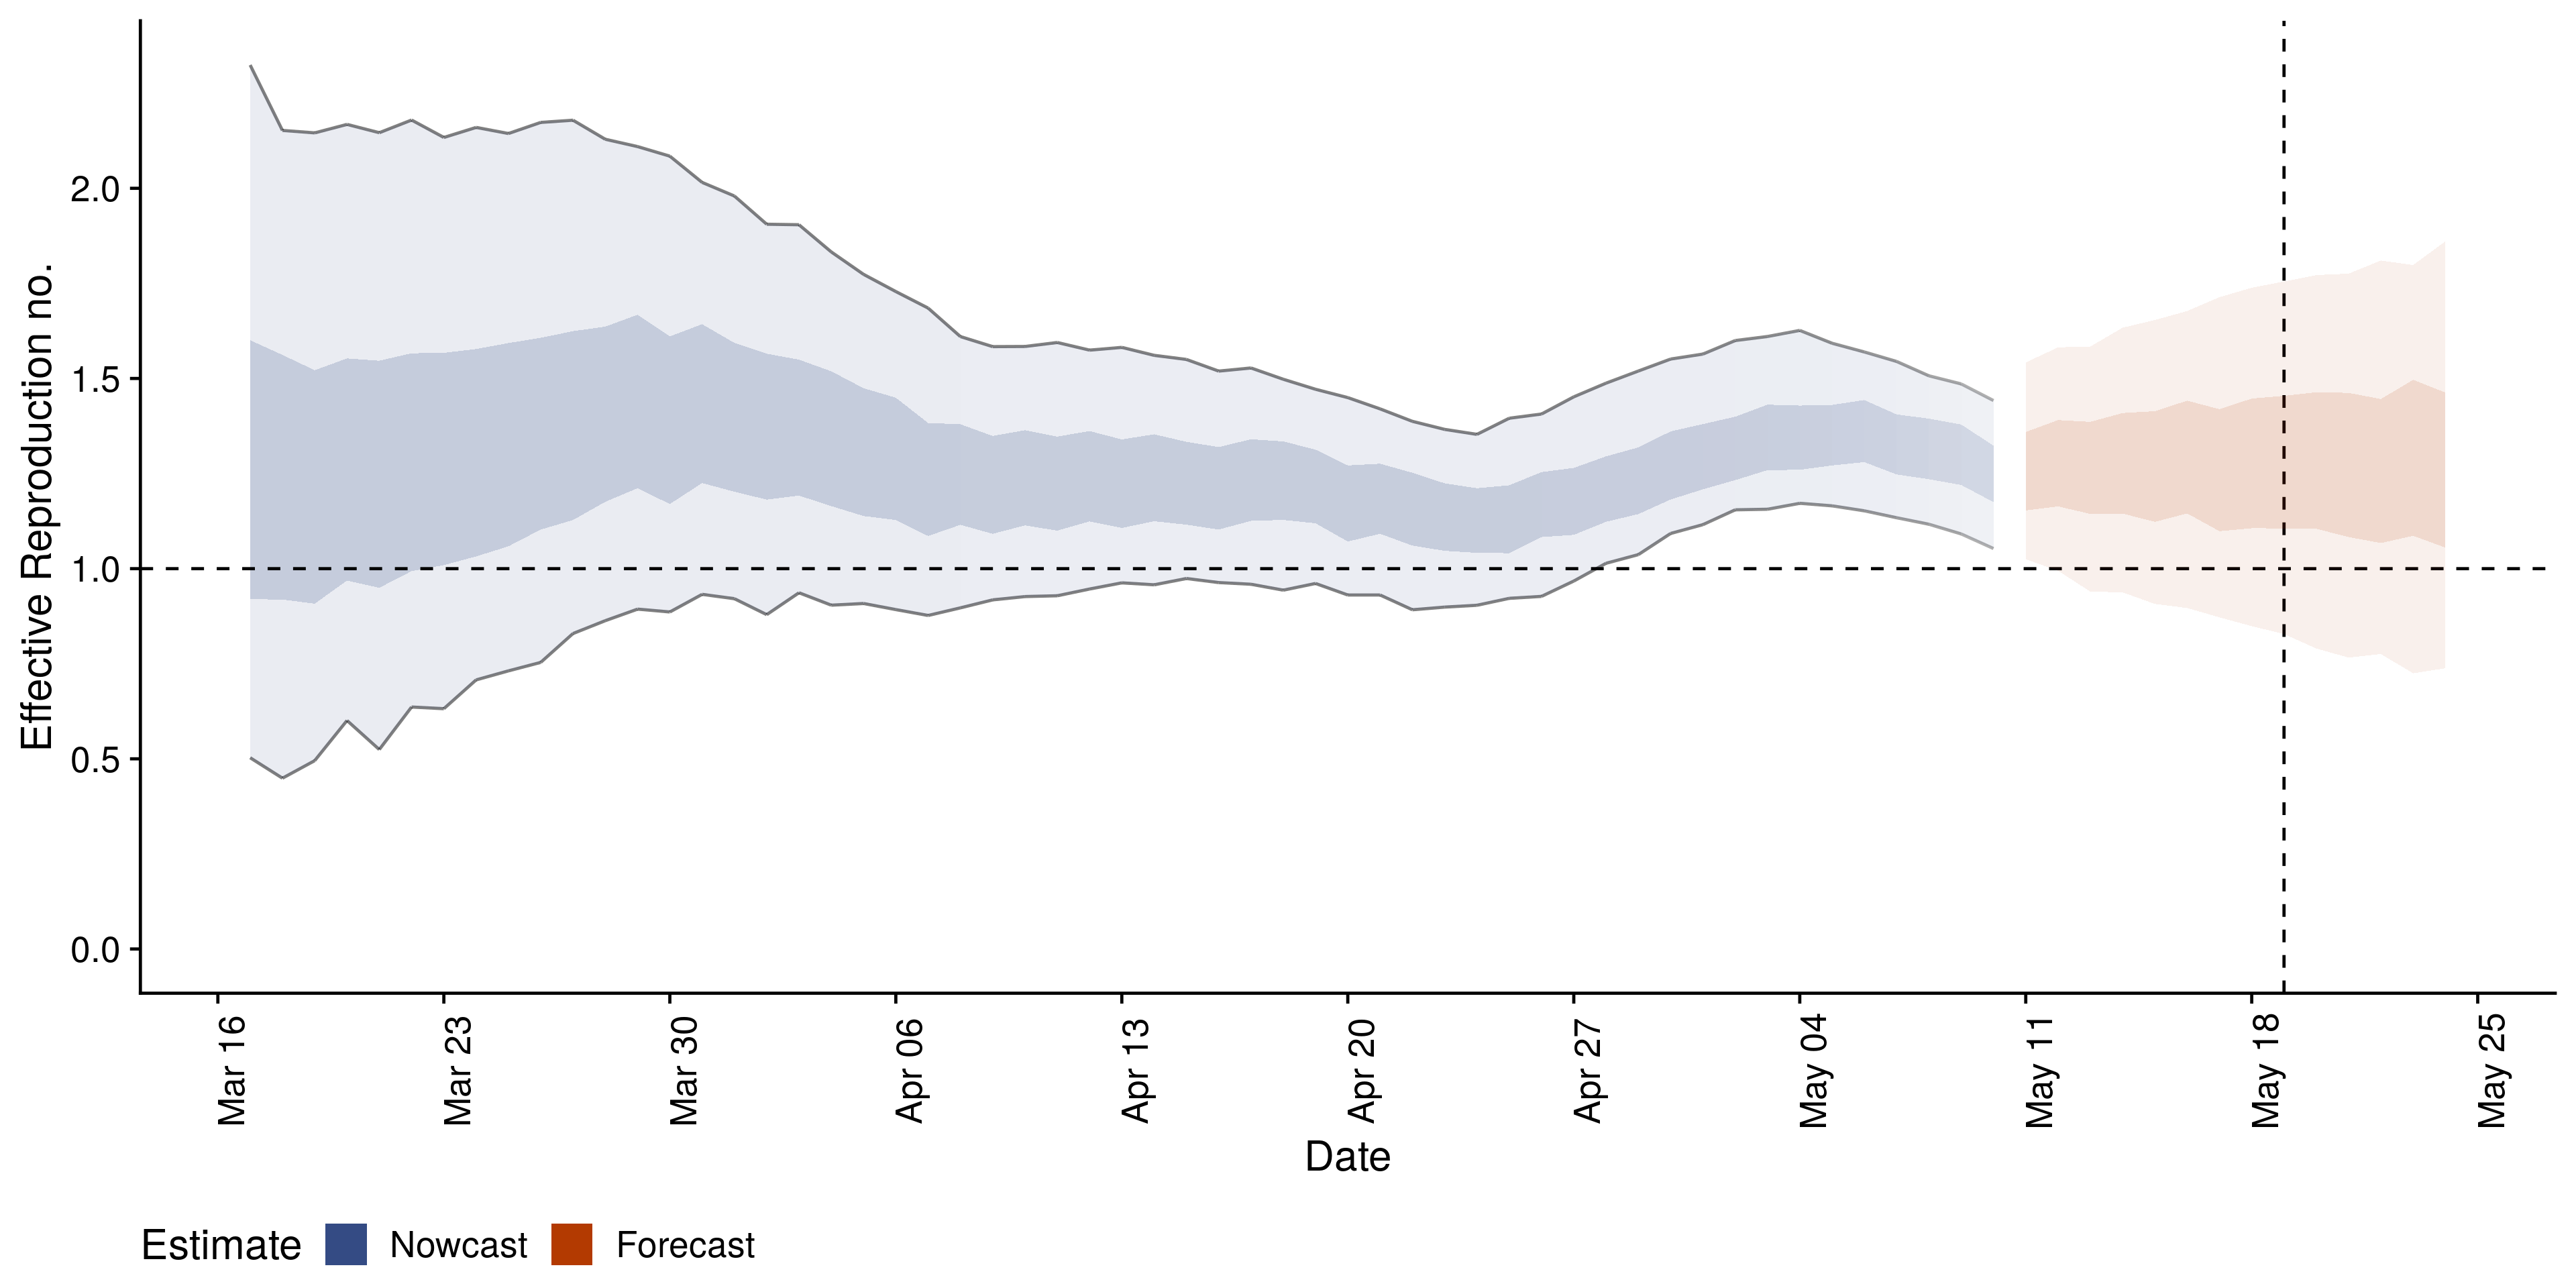 Effective Reproduction no.
2.0
1.5
1.0
0.5
0.0
Mar 16
Mar 23
Mar 30
Apr 06
Apr 13
Apr 20
Apr 27
May 04
May 11
May 18
May 25
Date
Estimate Nowcast Forecast